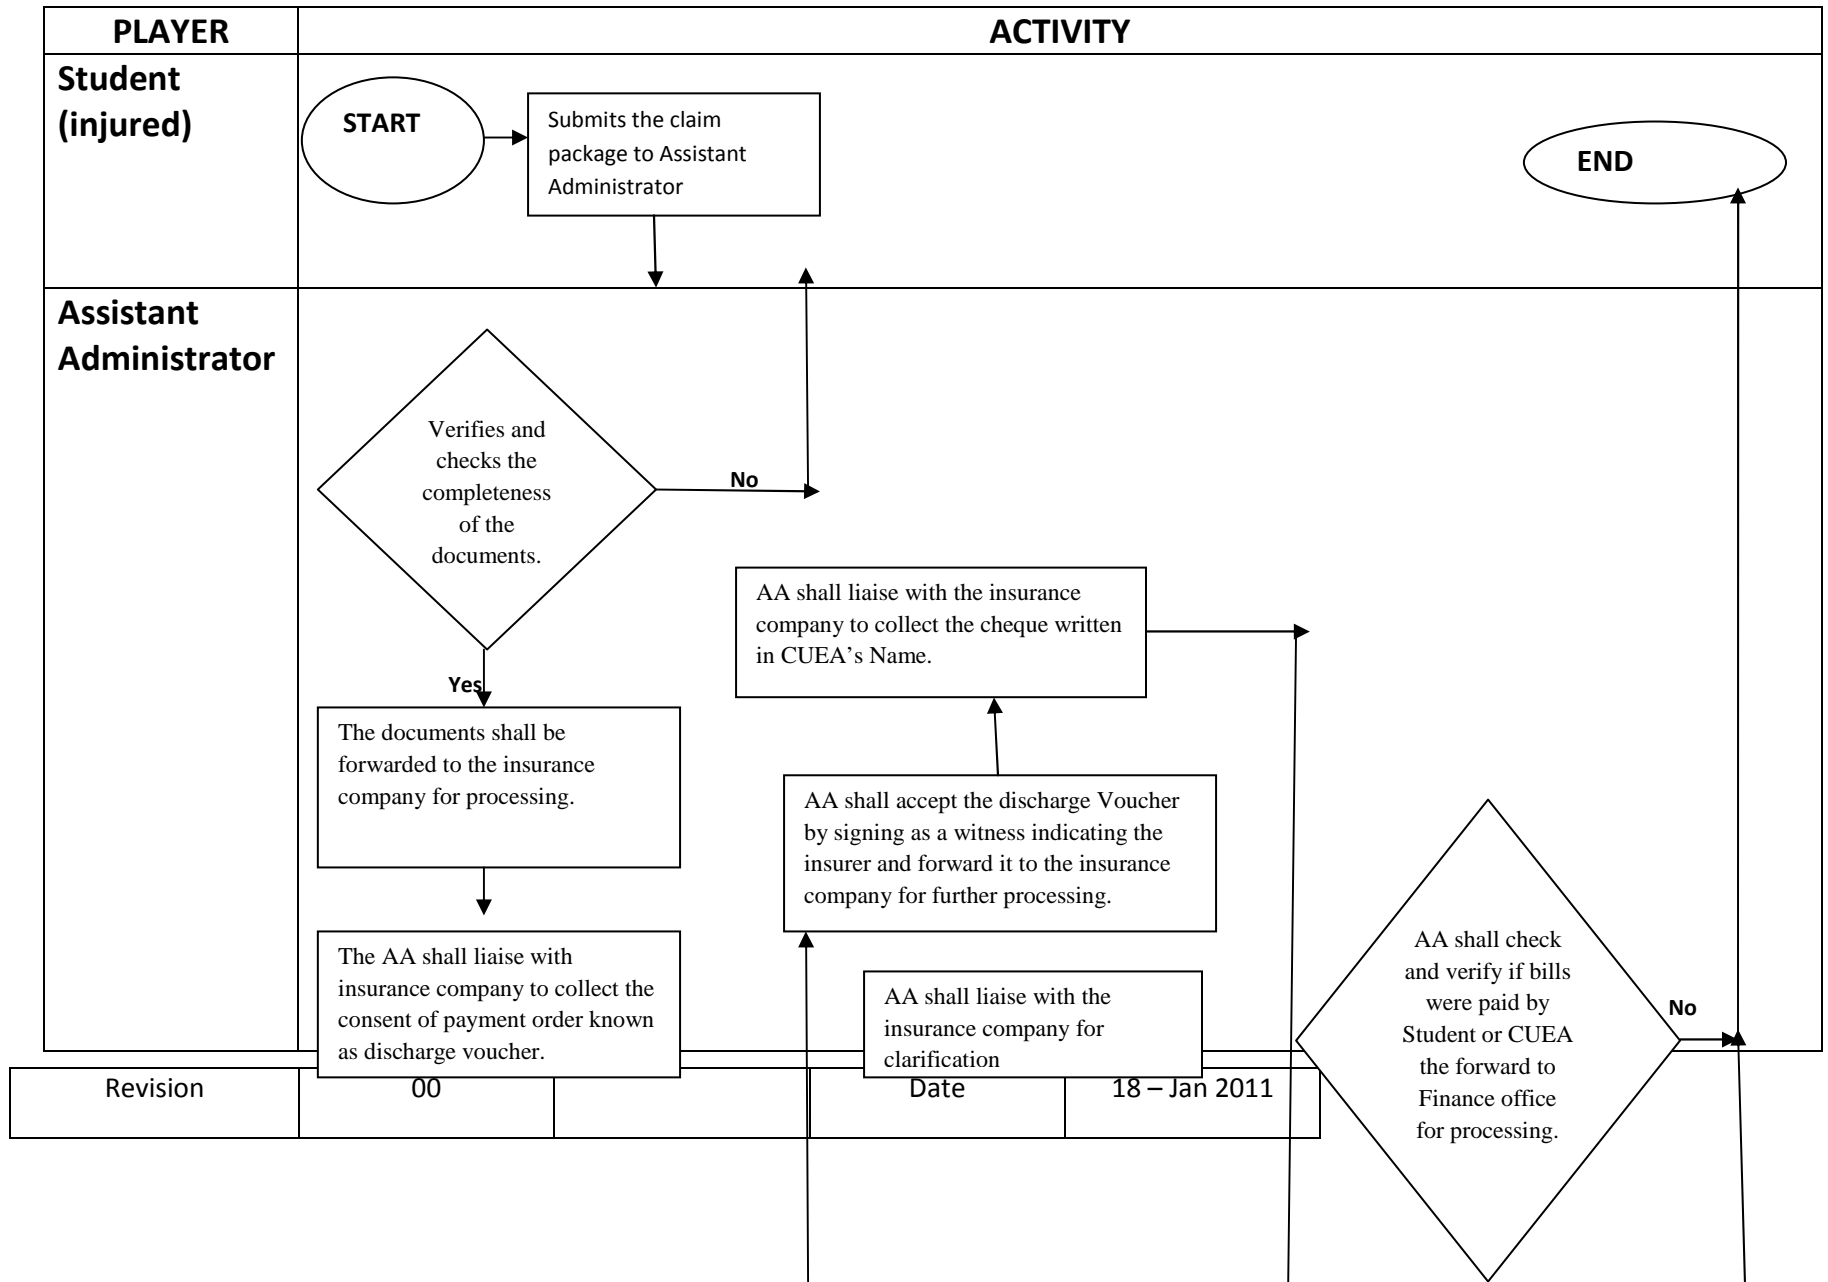 PLAYER
ACTIVITY
Student
(injured)
START
Submits the claim
package to Assistant
Administrator
END
Assistant
Administrator
Verifies and
checks the
completeness
of the
documents.
No
Yes
The documents shall be
forwarded to the insurance
company for processing.
The AA shall liaise with
insurance company to collect the
consent of payment order known
as discharge voucher.
AA shall liaise with the insurance
company to collect the cheque written
in CUEA’s Name.
AA shall accept the discharge Voucher
by signing as a witness indicating the
insurer and forward it to the insurance
company for further processing.
AA shall liaise with the
insurance company for
clarification
AA shall check
and verify if bills
were paid by
Student or CUEA
the forward to
Finance office
for processing.
No
Revision
00
Date
18 – Jan 2011